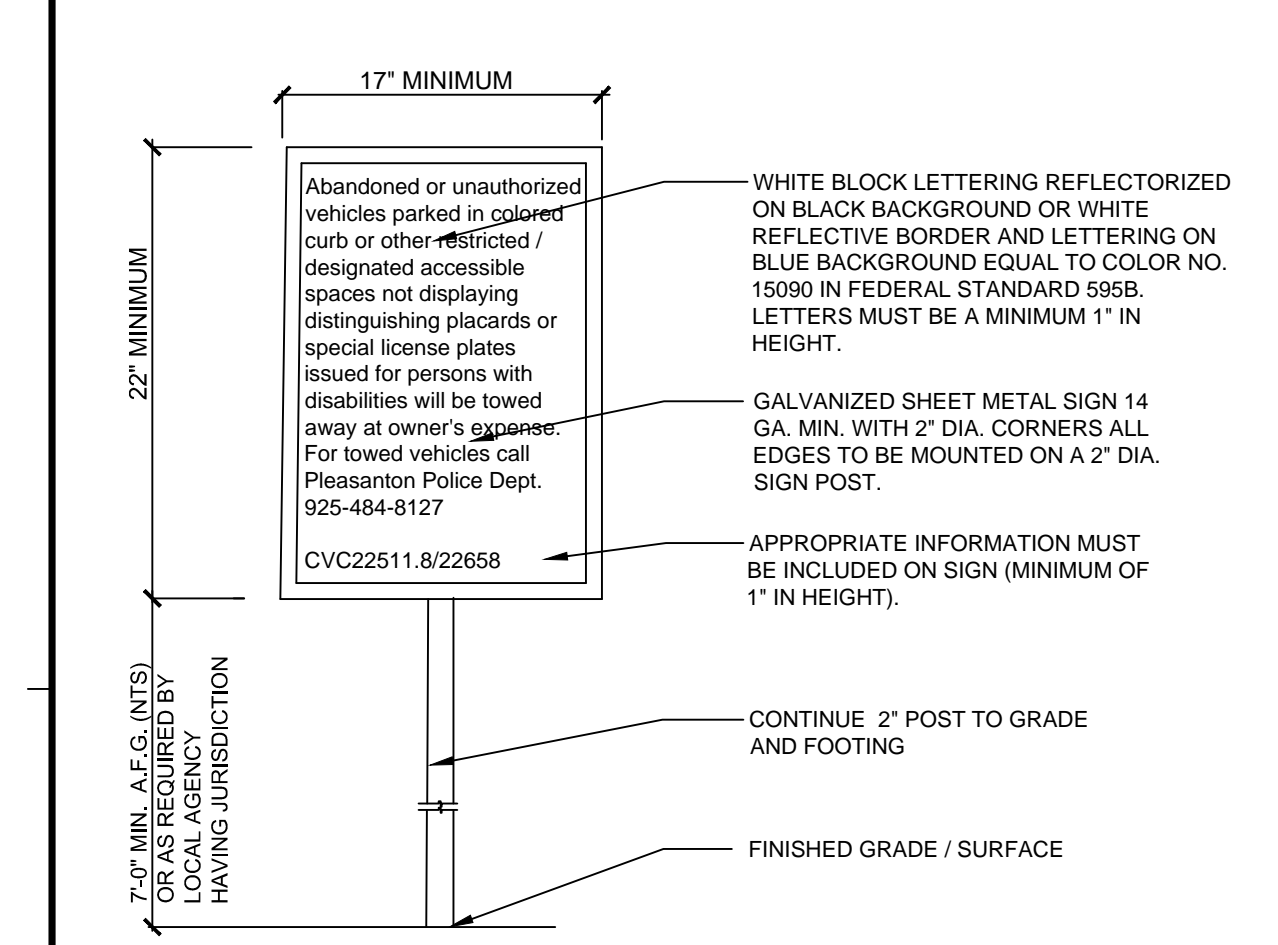 17" MINIMUM
22" MINIMUM
Abandoned or unauthorized
vehicles parked in colored
curb or other restricted /
designated accessible
spaces not displaying
distinguishing placards or
special license plates
issued for persons with
disabilities will be towed
away at owner's expense.
For towed vehicles call
Pleasanton Police Dept.
925-484-8127
CVC22511.8/22658
WHITE BLOCK LETTERING REFLECTORIZED
ON BLACK BACKGROUND OR WHITE
REFLECTIVE BORDER AND LETTERING ON
BLUE BACKGROUND EQUAL TO COLOR NO.
15090 IN FEDERAL STANDARD 595B.
LETTERS MUST BE A MINIMUM 1" IN
HEIGHT.
GALVANIZED SHEET METAL SIGN 14
GA. MIN. WITH 2" DIA. CORNERS ALL
EDGES TO BE MOUNTED ON A 2" DIA.
SIGN POST.
APPROPRIATE INFORMATION MUST
BE INCLUDED ON SIGN (MINIMUM OF
1" IN HEIGHT).
7'-0" MIN. A.F.G. (NTS)
OR AS REQUIRED BY
LOCAL AGENCY
HAVING JURISDICTION
CONTINUE 2" POST TO GRADE
AND FOOTING
FINISHED GRADE / SURFACE